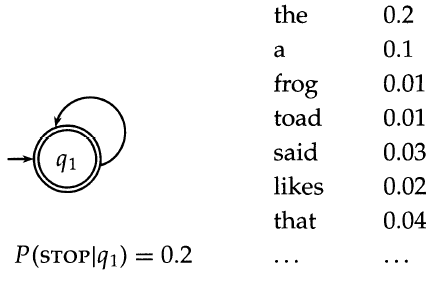 the 0.2
a 0.1
frog 0.01
toad 0.01
said 0.03
likes 0.02
that 0.04
... ...
q₁
P(STOP|q₁) = 0.2